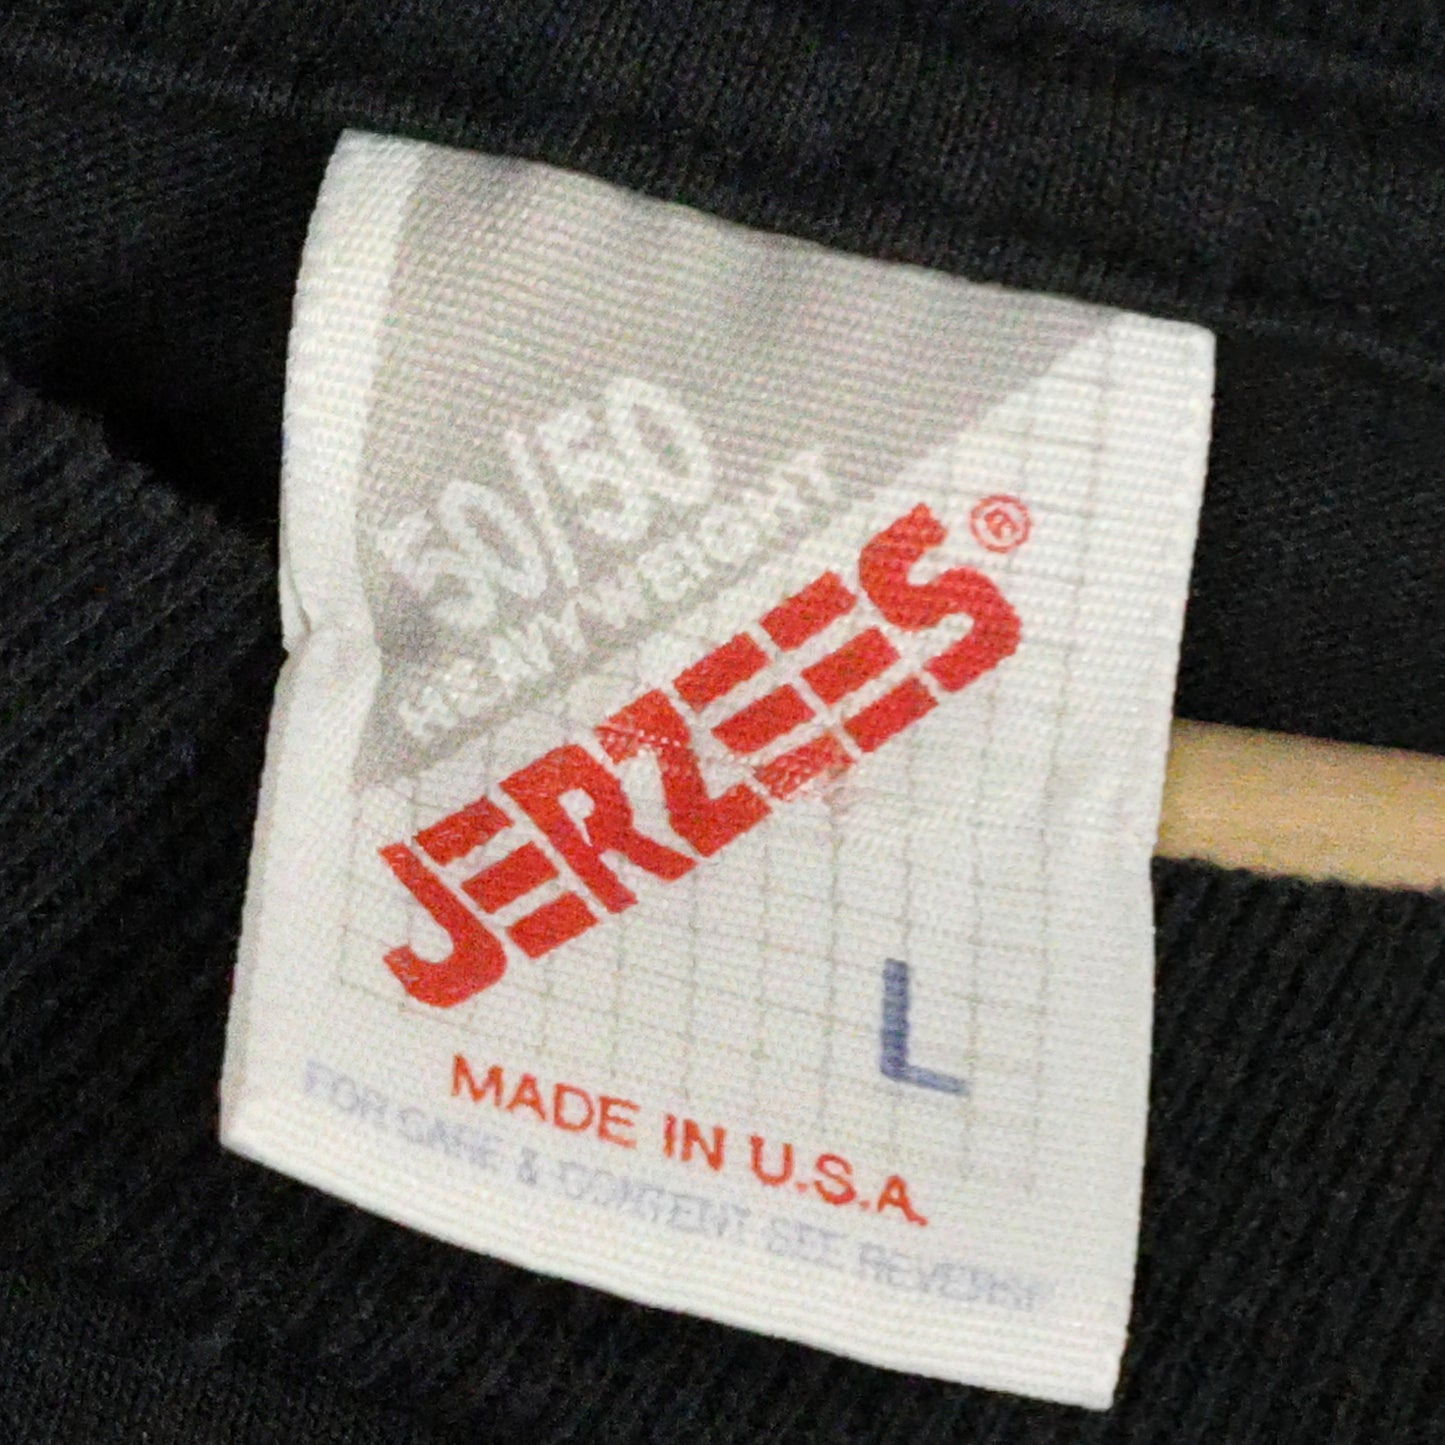 50/50
HEAVYWEIGHT
JERZEES®
L
MADE IN U.S.A.
FOR CARE & CONTENT SEE REVERSE